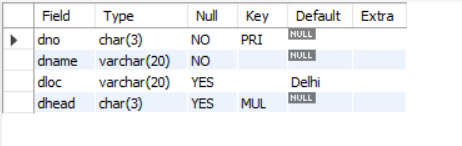 Field Type Null Key Default Extra
dno char(3) NO PRI NULL
dname varchar(20) NO NULL
dloc varchar(20) YES Delhi
dhead char(3) YES MUL NULL